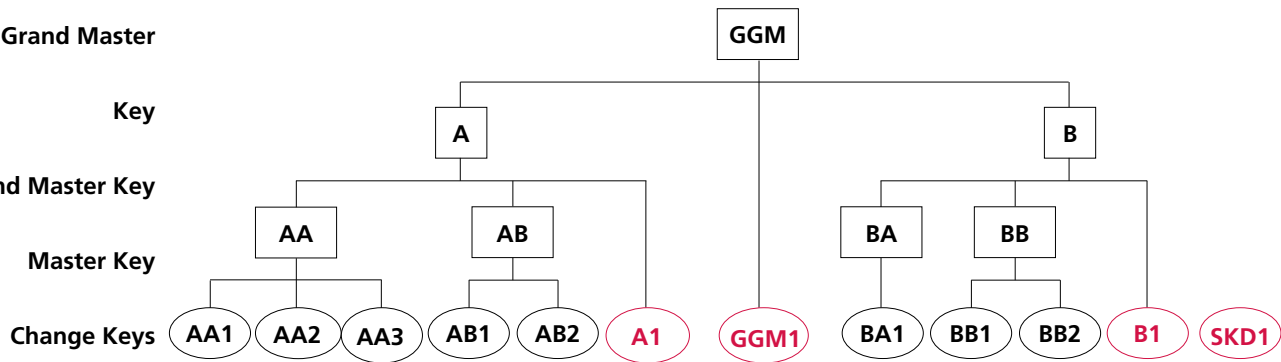 Grand Master
GGM
Key
A
B
nd Master Key
AA
AB
BA
BB
Master Key
Change Keys
AA1
AA2
AA3
AB1
AB2
A1
GGM1
BA1
BB1
BB2
B1
SKD1